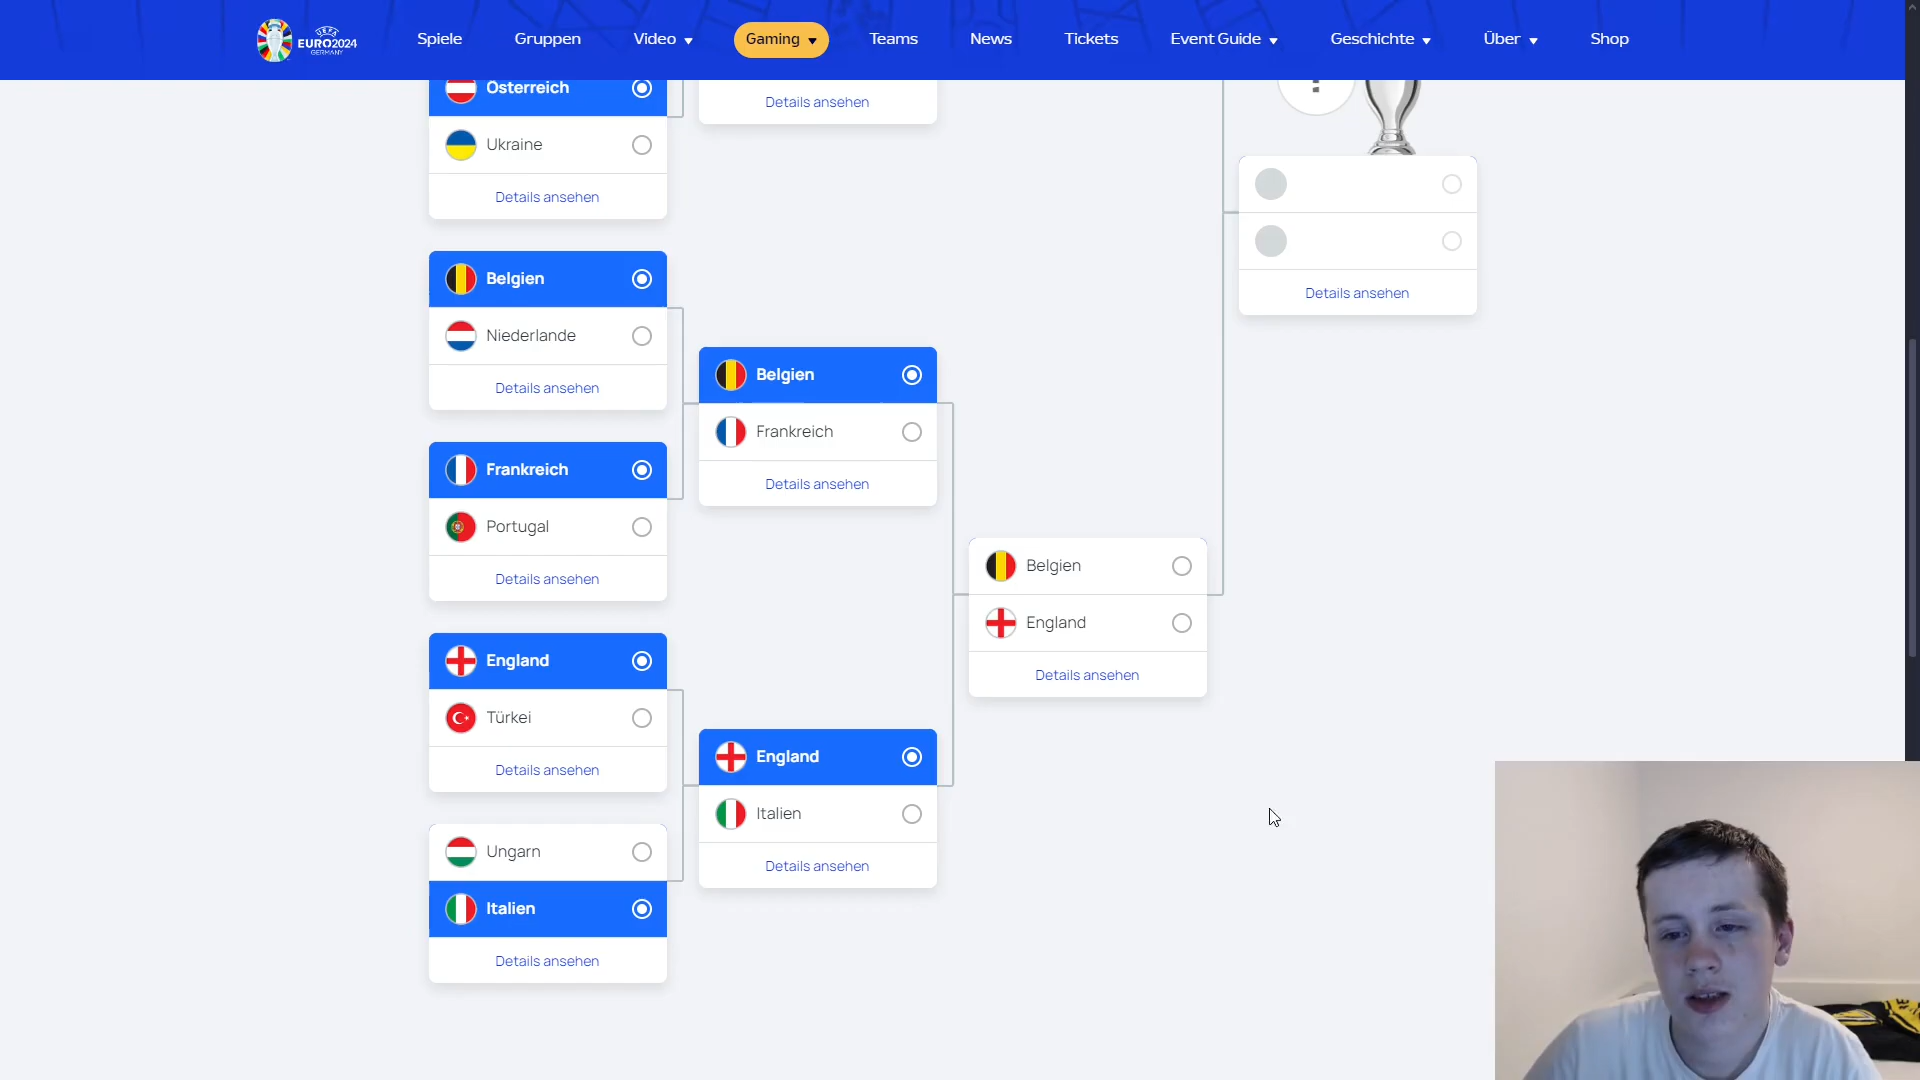 UEFA
EURO2024
GERMANY
Spiele
Gruppen
Video
Gaming
Teams
News
Tickets
Event Guide
Geschichte
Über
Shop
Österreich
Ukraine
Details ansehen
Belgien
Niederlande
Details ansehen
Frankreich
Portugal
Details ansehen
England
Türkei
Details ansehen
Ungarn
Italien
Details ansehen
Details ansehen
Belgien
Frankreich
Details ansehen
England
Italien
Details ansehen
Belgien
England
Details ansehen
Details ansehen